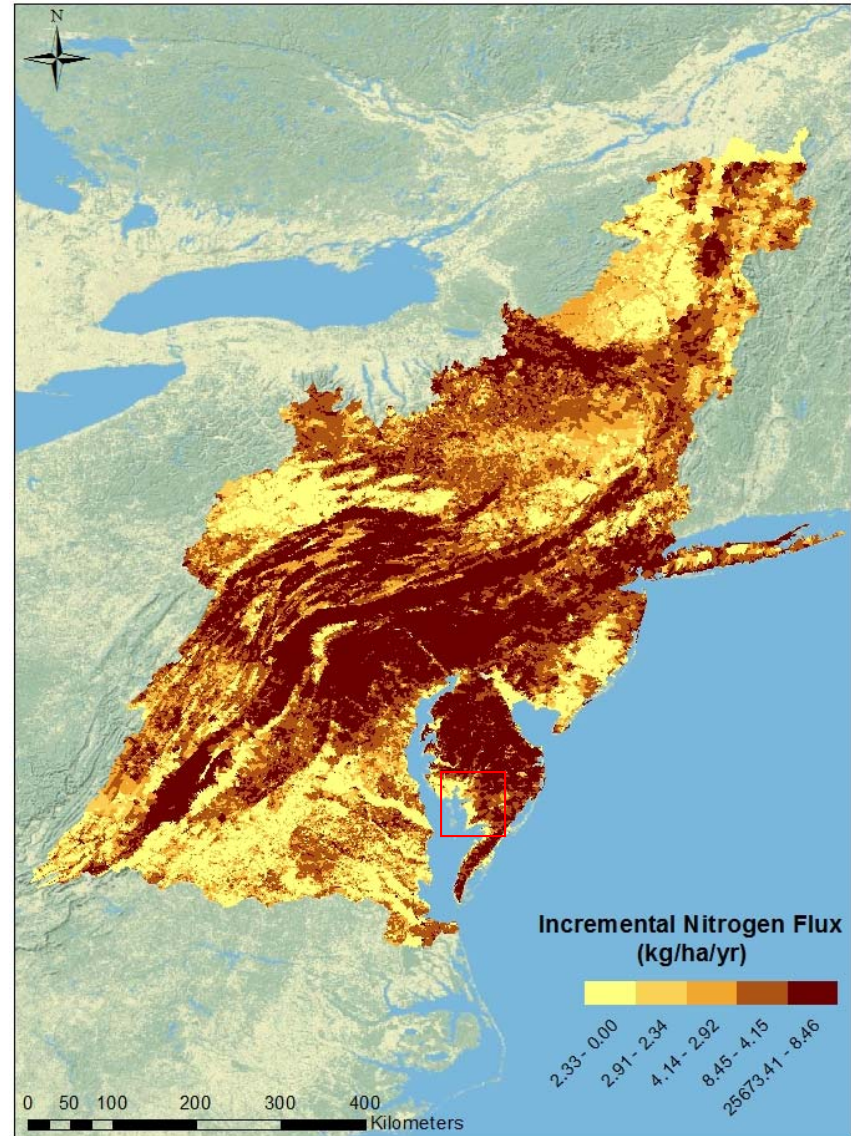 N
Incremental Nitrogen Flux
(kg/ha/yr)
2.33 - 0.00
2.91 - 2.34
4.14 - 2.92
8.45 - 4.15
25673.41 - 8.46
0 50 100 200 300 400
Kilometers